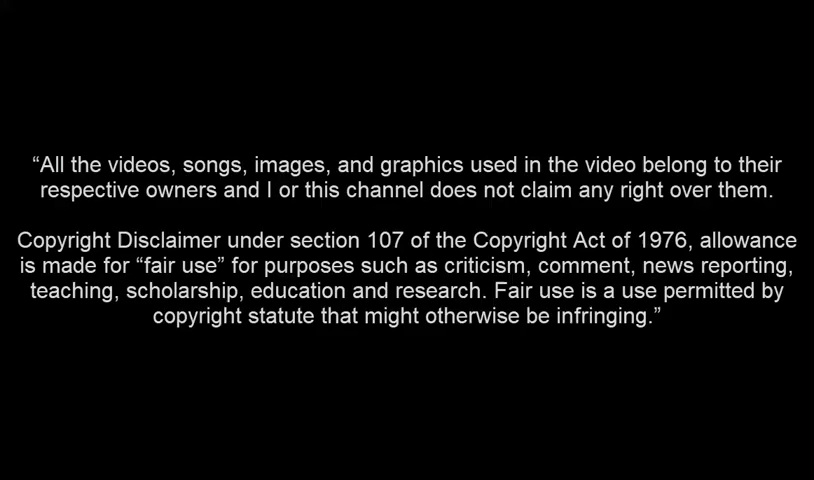 “All the videos, songs, images, and graphics used in the video belong to their
respective owners and I or this channel does not claim any right over them.
Copyright Disclaimer under section 107 of the Copyright Act of 1976, allowance
is made for “fair use” for purposes such as criticism, comment, news reporting,
teaching, scholarship, education and research. Fair use is a use permitted by
copyright statute that might otherwise be infringing.”